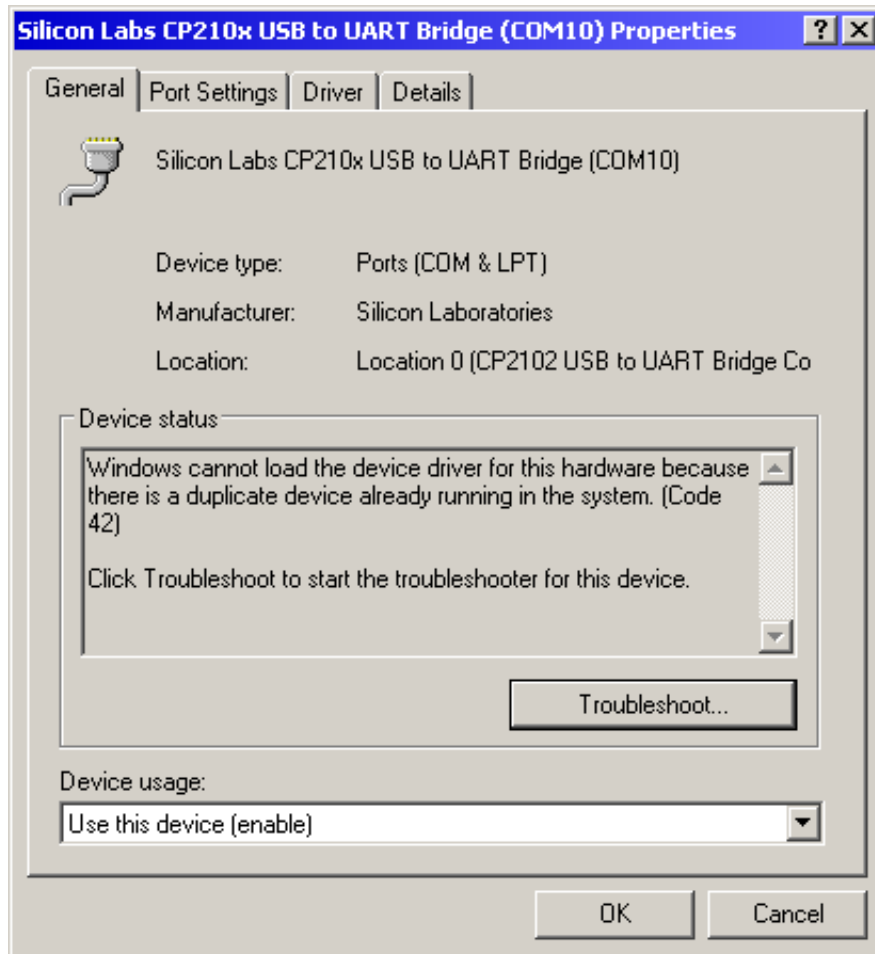 Silicon Labs CP210x USB to UART Bridge (COM10) Properties
General Port Settings Driver Details
Silicon Labs CP210x USB to UART Bridge (COM10)
Device type: Ports (COM & LPT)
Manufacturer: Silicon Laboratories
Location: Location 0 (CP2102 USB to UART Bridge Co
Device status
Windows cannot load the device driver for this hardware because
there is a duplicate device already running in the system. (Code
42)
Click Troubleshoot to start the troubleshooter for this device.
Troubleshoot...
Device usage:
Use this device (enable)
OK Cancel